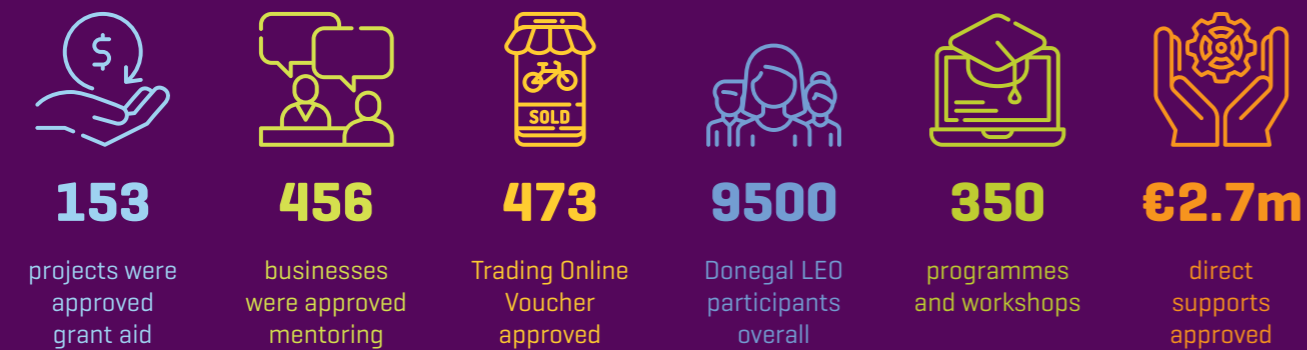 $
SOLD
153
projects were
approved
grant aid
456
businesses
were approved
mentoring
473
Trading Online
Voucher
approved
9500
Donegal LEO
participants
overall
350
programmes
and workshops
€2.7m
direct
supports
approved